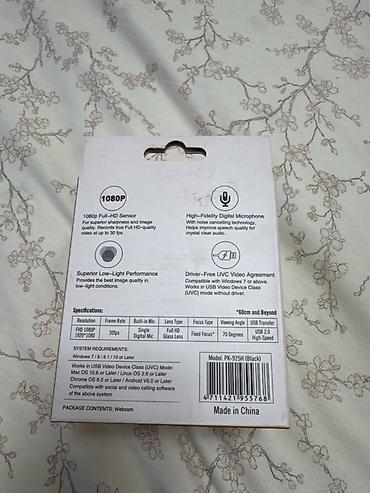 1080P
1080p Full-HD Sensor
For superior sharpness and image
quality. Records true Full HD-quality
video at up to 30 fps.
High-Fidelity Digital Microphone
With noise cancelling technology,
Helps improve speech quality for
crystal clear audio.
Superior Low-Light Performance
Provides the best image quality in
low-light conditions.
Driver-Free UVC Video Agreement
Compatible with Windows 7 or above.
Works in USB Video Device Class
(UVC) mode without driver.
Specifications:
*60cm and Beyond
Resolution Frame Rate Built-in Mic Lens Type Focus Type Viewing Angle USB Transfer
FHD 1080P
1920*1080
30fps
Single
Digital Mic
Full HD
Glass Lens
Fixed Focus*
70 Degrees
USB 2.0
High-Speed
SYSTEM REQUIREMENTS
Windows 7 / 8 / 8.1 / 10 or Later
Works in USB Video Device Class (UVC) Mode:
Mac OS 10.6 or Later / Linux OS 2.6 or Later
Chrome OS 6.0 or Later / Android V6.0 or Later
Compatible with social and video calling software
of the above system
PACKAGE CONTENTS: Webcam
Model: PK-925H (Black)
4 711421 955768
Made in China